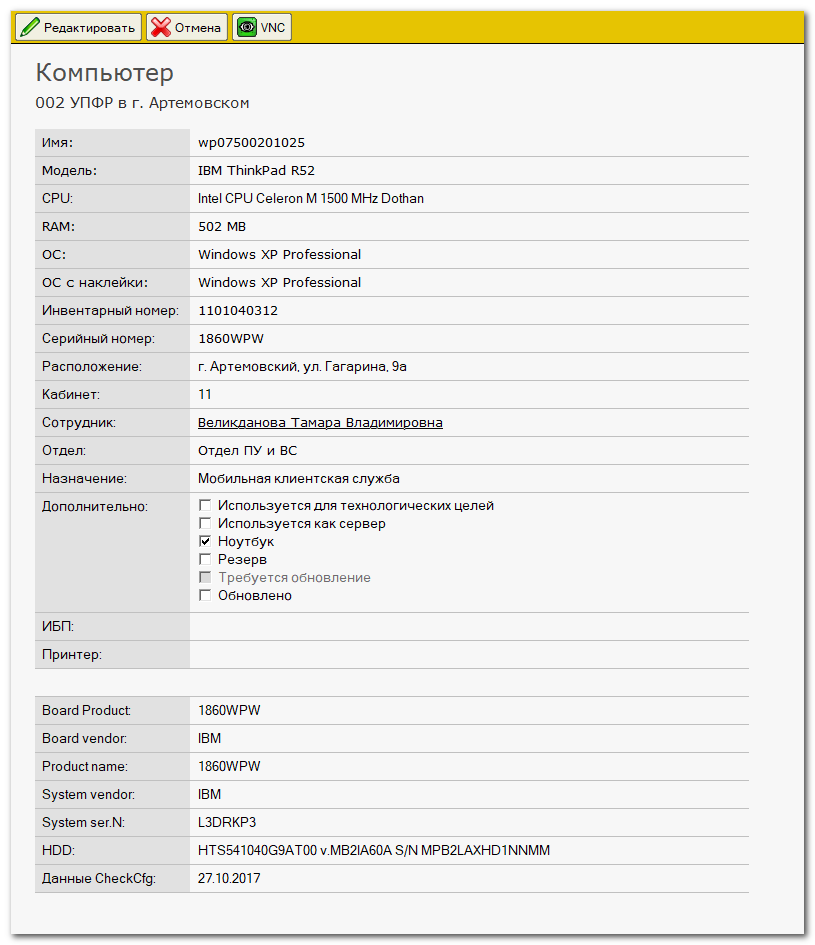 Редактировать Отмена VNC
Компьютер
002 УПФР в г. Артемовском
Имя: wp07500201025
Модель: IBM ThinkPad R52
CPU: Intel CPU Celeron M 1500 MHz Dothan
RAM: 502 MB
ОС: Windows XP Professional
ОС с наклейки: Windows XP Professional
Инвентарный номер: 1101040312
Серийный номер: 1860WPW
Расположение: г. Артемовский, ул. Гагарина, 9а
Кабинет: 11
Сотрудник: Великданова Тамара Владимировна
Отдел: Отдел ПУ и ВС
Назначение: Мобильная клиентская служба
Дополнительно: Используется для технологических целей
Используется как сервер
Ноутбук
Резерв
Требуется обновление
Обновлено
ИБП:
Принтер:
Board Product: 1860WPW
Board vendor: IBM
Product name: 1860WPW
System vendor: IBM
System ser.N: L3DRKP3
HDD: HTS541040G9AT00 v.MB2IA60A S/N MPB2LAXHD1NNMM
Данные CheckCfg: 27.10.2017